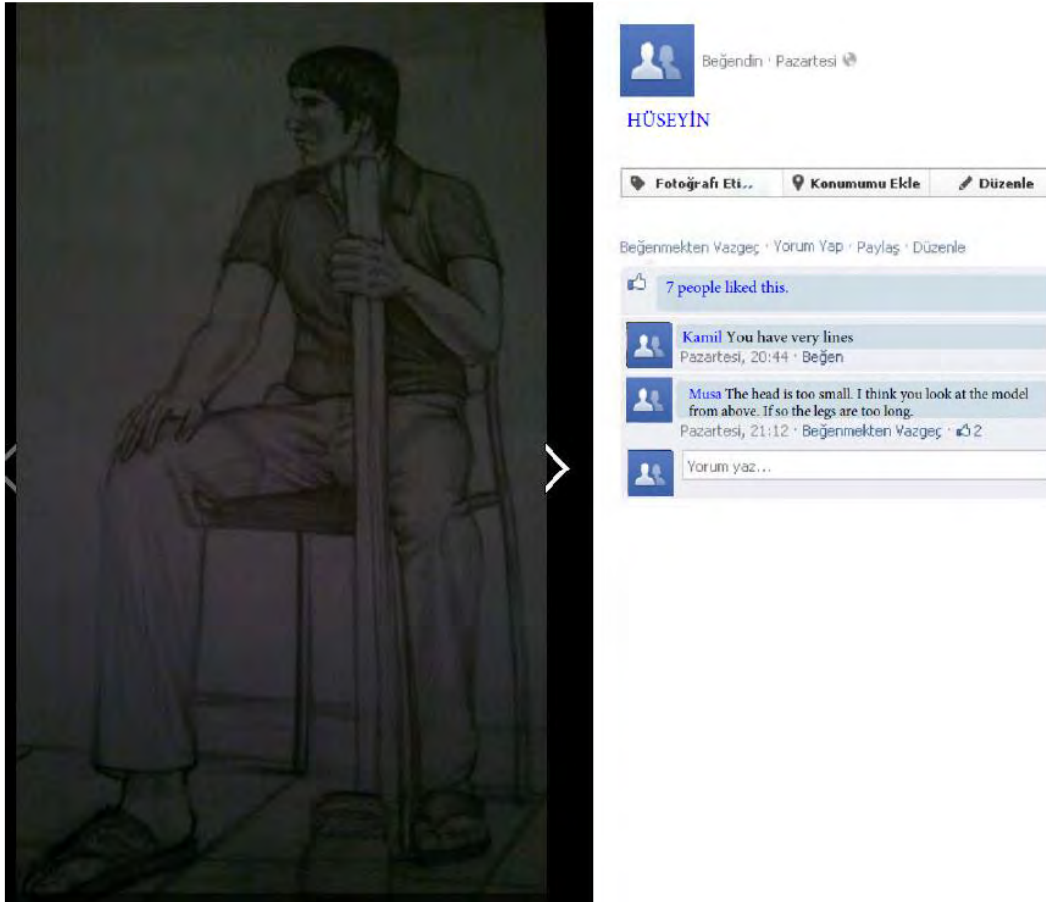 Beğendin · Pazartesi
HÜSEYİN
Fotoğrafı Eti...
Konumumu Ekle
Düzenle
Beğenmekten Vazgeç · Yorum Yap · Paylaş · Düzenle
7 people liked this.
Kamil You have very lines
Pazartesi, 20:44 · Beğen
Musa The head is too small. I think you look at the model
from above. If so the legs are too long.
Pazartesi, 21:12 · Beğenmekten Vazgeç · 2
Yorum yaz...